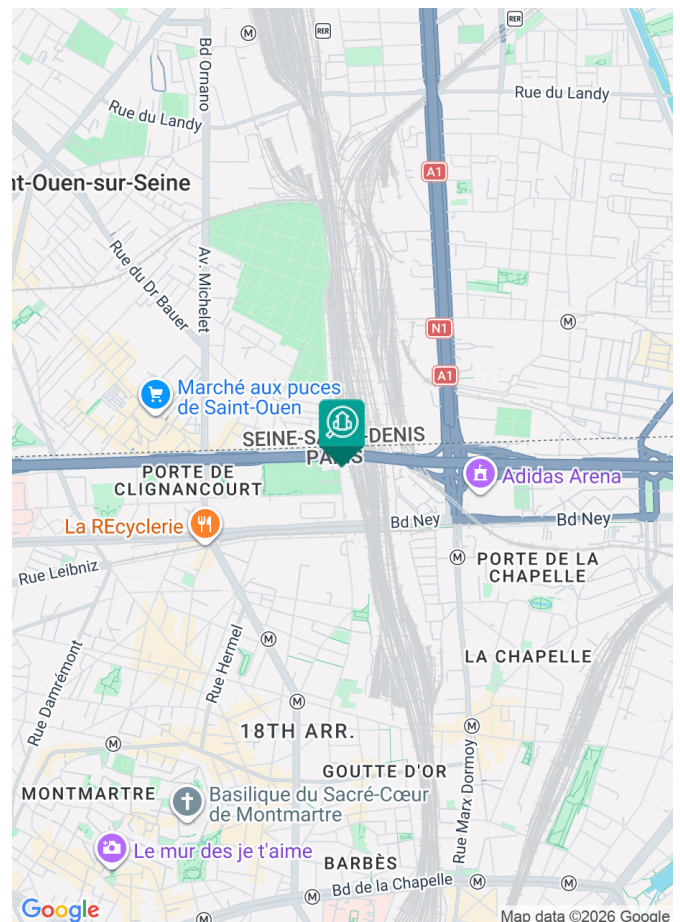 M
RER
RER
Bd Ornano
Rue du Landy
Rue du Landy
A1
nt-Ouen-sur-Seine
Rue du Dr Bauer
Av. Michelet
N1
M
A1
Marché aux puces
de Saint-Ouen
SEINE-SA
-DENIS
PARIS
PORTE DE
CLIGNANCOURT
Adidas Arena
La REcyclerie
Bd Ney
Bd Ney
Rue Leibniz
M
PORTE DE LA
CHAPELLE
M
Rue Hermel
Rue Damrémont
LA CHAPELLE
M
18TH ARR.
M
M
GOUTTE D'OR
Rue Marx Dormoy
MONTMARTRE
Basilique du Sacré-Cœur
de Montmartre
Le mur des je t'aime
BARBÈS
Bd de la Chapelle
M
M
M
M
Google
Map data ©2026 Google